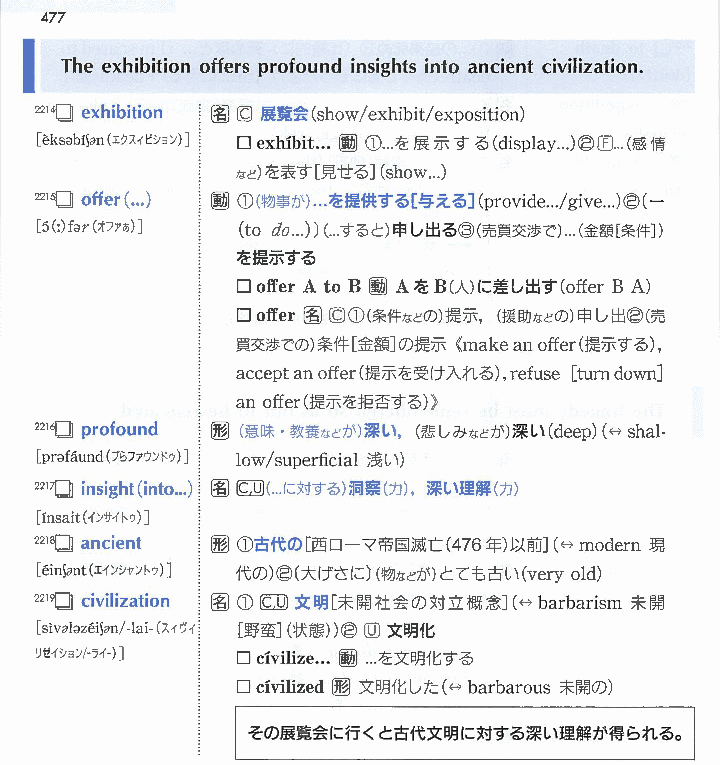 477
The exhibition offers profound insights into ancient civilization.
2214 □ exhibition
[èksəbíʃən(エクスィビション)]
名 C 展覧会(show/exhibit/exposition)
□ exhíbit... 動 ①...を展示する(display...)②F...(感情
など)を表す[見せる](show...)
2215 □ offer(...)
[ɔ́(:)fər(オファぁ)]
動 ①(物事が)...を提供する[与える](provide.../give...)②(—
(to do...))(...すると)申し出る③(売買交渉で)...(金額[条件])
を提示する
□ offer A to B 動 AをB(人)に差し出す(offer B A)
□ offer 名 C①(条件などの)提示，(援助などの)申し出②(売
買交渉での)条件[金額]の提示《make an offer(提示する),
accept an offer(提示を受け入れる), refuse [turn down]
an offer(提示を拒否する)》
2216 □ profound
[prəfáund(プらファウンドゥ)]
形 (意味・教養などが)深い，(悲しみなどが)深い(deep)(↔ shal-
low/superficial 浅い)
2217 □ insight(into...)
[ínsait(インサイトゥ)]
名 C,U(...に対する)洞察(力)，深い理解(力)
2218 □ ancient
[éinʃənt(エインシャントゥ)]
形 ①古代の[西ローマ帝国滅亡(476年)以前](↔ modern 現
代の)②(大げさに)(物などが)とても古い(very old)
2219 □ civilization
[sìvələzéiʃən/-lai-(スィヴィ
リゼイション/-ライ-)]
名 ① C,U 文明[未開社会の対立概念](↔ barbarism 未開
[野蛮](状態))② U 文明化
□ cívilize... 動 ...を文明化する
□ cívilized 形 文明化した(↔ barbarous 未開の)
その展覧会に行くと古代文明に対する深い理解が得られる。